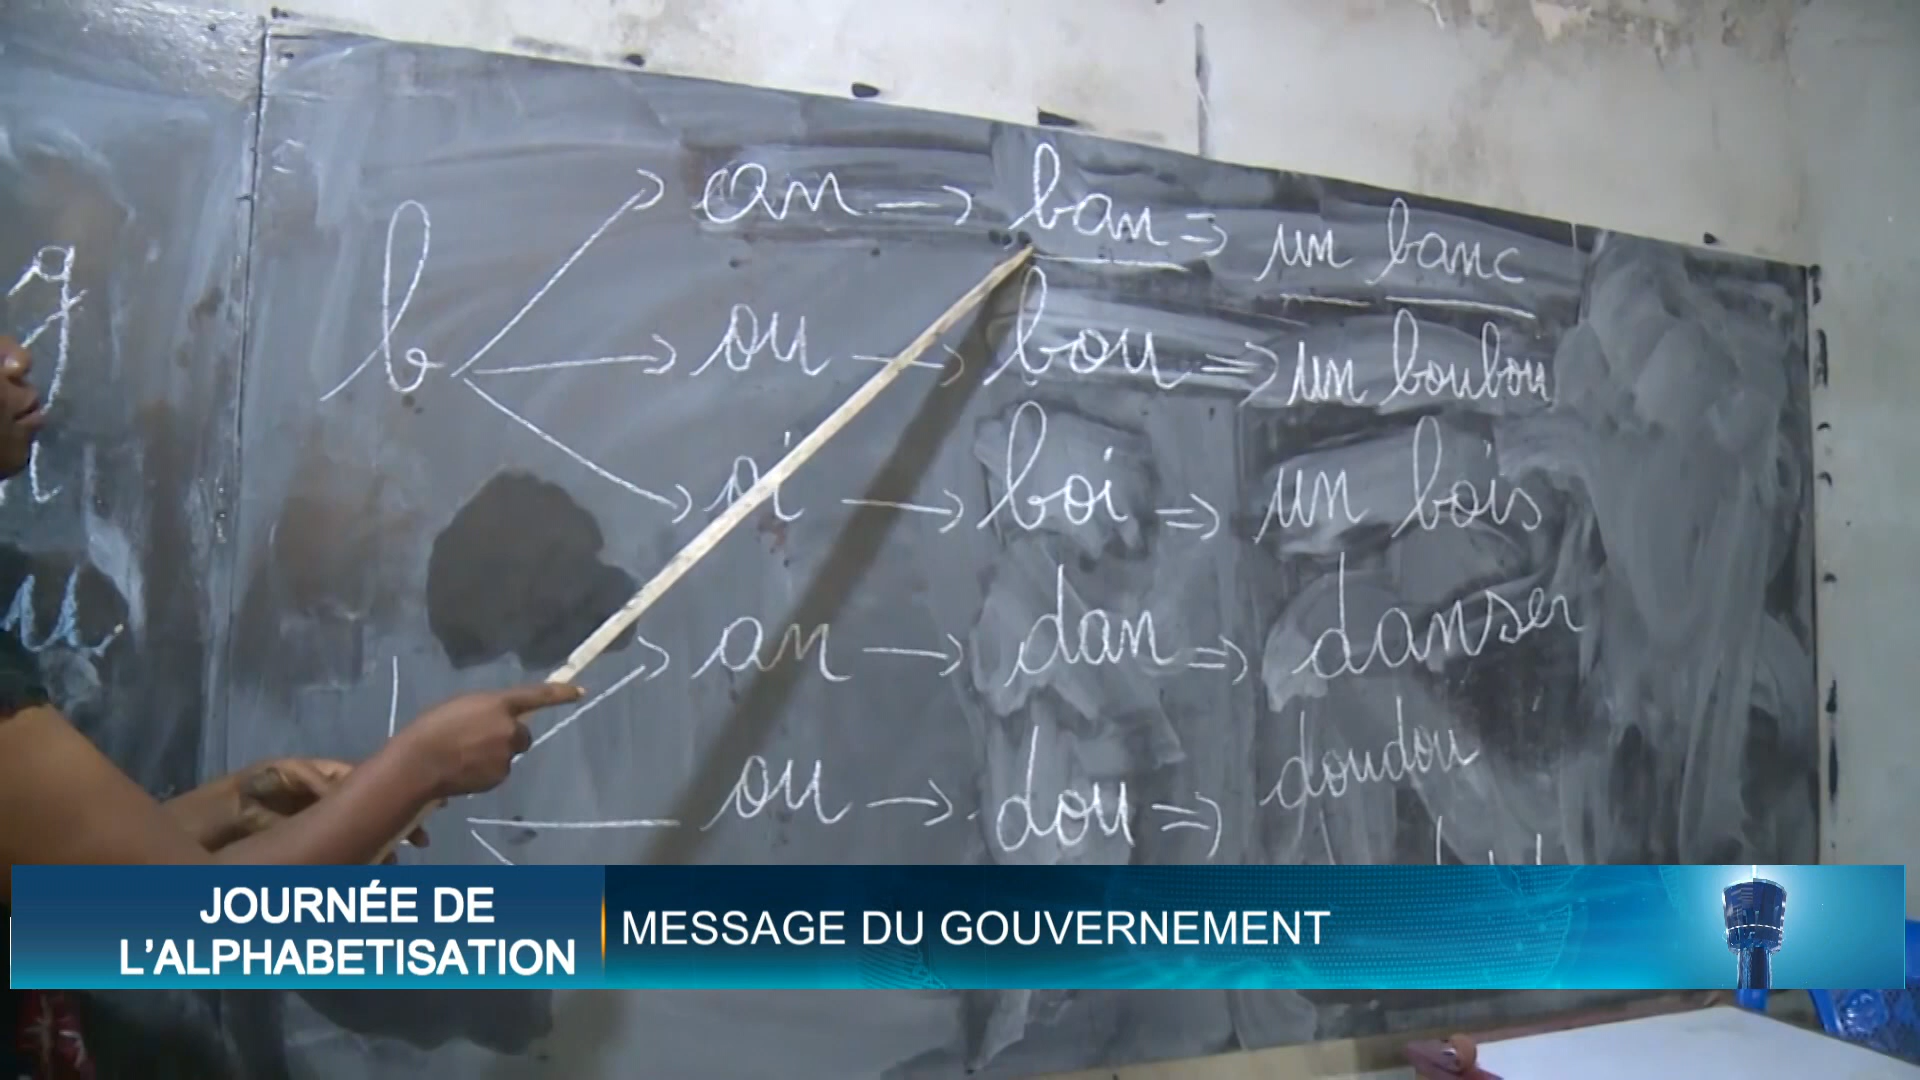 an → ban ⇒ un banc
b ou → bou ⇒ un boubou
oi → boi ⇒ un bois
an → dan ⇒ danser
ou → dou ⇒ doudou
JOURNÉE DE
L'ALPHABETISATION
MESSAGE DU GOUVERNEMENT